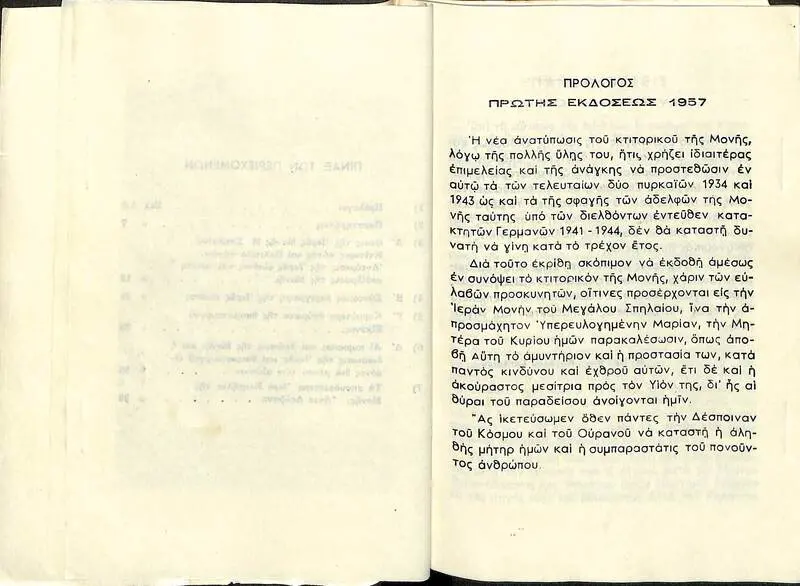 ΠΡΟΛΟΓΟΣ
ΠΡΩΤΗΣ ΕΚΔΟΣΕΩΣ 1957
Ἡ νέα ἀνατύπωσις τοῦ κτιτορικοῦ τῆς Μονῆς,
λόγῳ τῆς πολλῆς ὕλης του, ἥτις χρήζει ἰδιαιτέρας
ἐπιμελείας καὶ τῆς ἀνάγκης νὰ προστεθῶσιν ἐν
αὐτῷ τὰ τῶν τελευταίων δύο πυρκαϊῶν 1934 καὶ
1943 ὡς καὶ τὰ τῆς σφαγῆς τῶν ἀδελφῶν τῆς Μο-
νῆς ταύτης ὑπὸ τῶν διελθόντων ἐντεῦθεν κατα-
κτητῶν Γερμανῶν 1941 - 1944, δὲν θὰ καταστῇ δυ-
νατὴ νὰ γίνῃ κατὰ τὸ τρέχον ἔτος.
Διὰ τοῦτο ἐκρίθη σκόπιμον νὰ ἐκδοθῇ ἀμέσως
ἐν συνόψει τὸ κτιτορικόν τῆς Μονῆς, χάριν τῶν εὐ-
λαβῶν προσκυνητῶν, οἵτινες προσέρχονται εἰς τὴν
Ἱερὰν Μονὴν τοῦ Μεγάλου Σπηλαίου, ἵνα τὴν ἀ-
προσμάχητον Ὑπερευλογημένην Μαρίαν, τὴν Μη-
τέρα τοῦ Κυρίου ἡμῶν παρακαλέσωσιν, ὅπως ἀπο-
βῇ Αὕτη τὸ ἀμυντήριον καὶ ἡ προστασία των, κατὰ
παντὸς κινδύνου καὶ ἐχθροῦ αὐτῶν, ἔτι δὲ καὶ ἡ
ἀκούραστος μεσίτρια πρὸς τὸν Υἱόν της, δι' ἧς αἱ
θύραι τοῦ παραδείσου ἀνοίγονται ἡμῖν.
Ἂς ἱκετεύσωμεν ὅθεν πάντες τὴν Δέσποιναν
τοῦ Κόσμου καὶ τοῦ Οὐρανοῦ νὰ καταστῇ ἡ ἀλη-
θὴς μήτηρ ἡμῶν καὶ ἡ συμπαραστάτις τοῦ πονοῦν-
τος ἀνθρώπου.